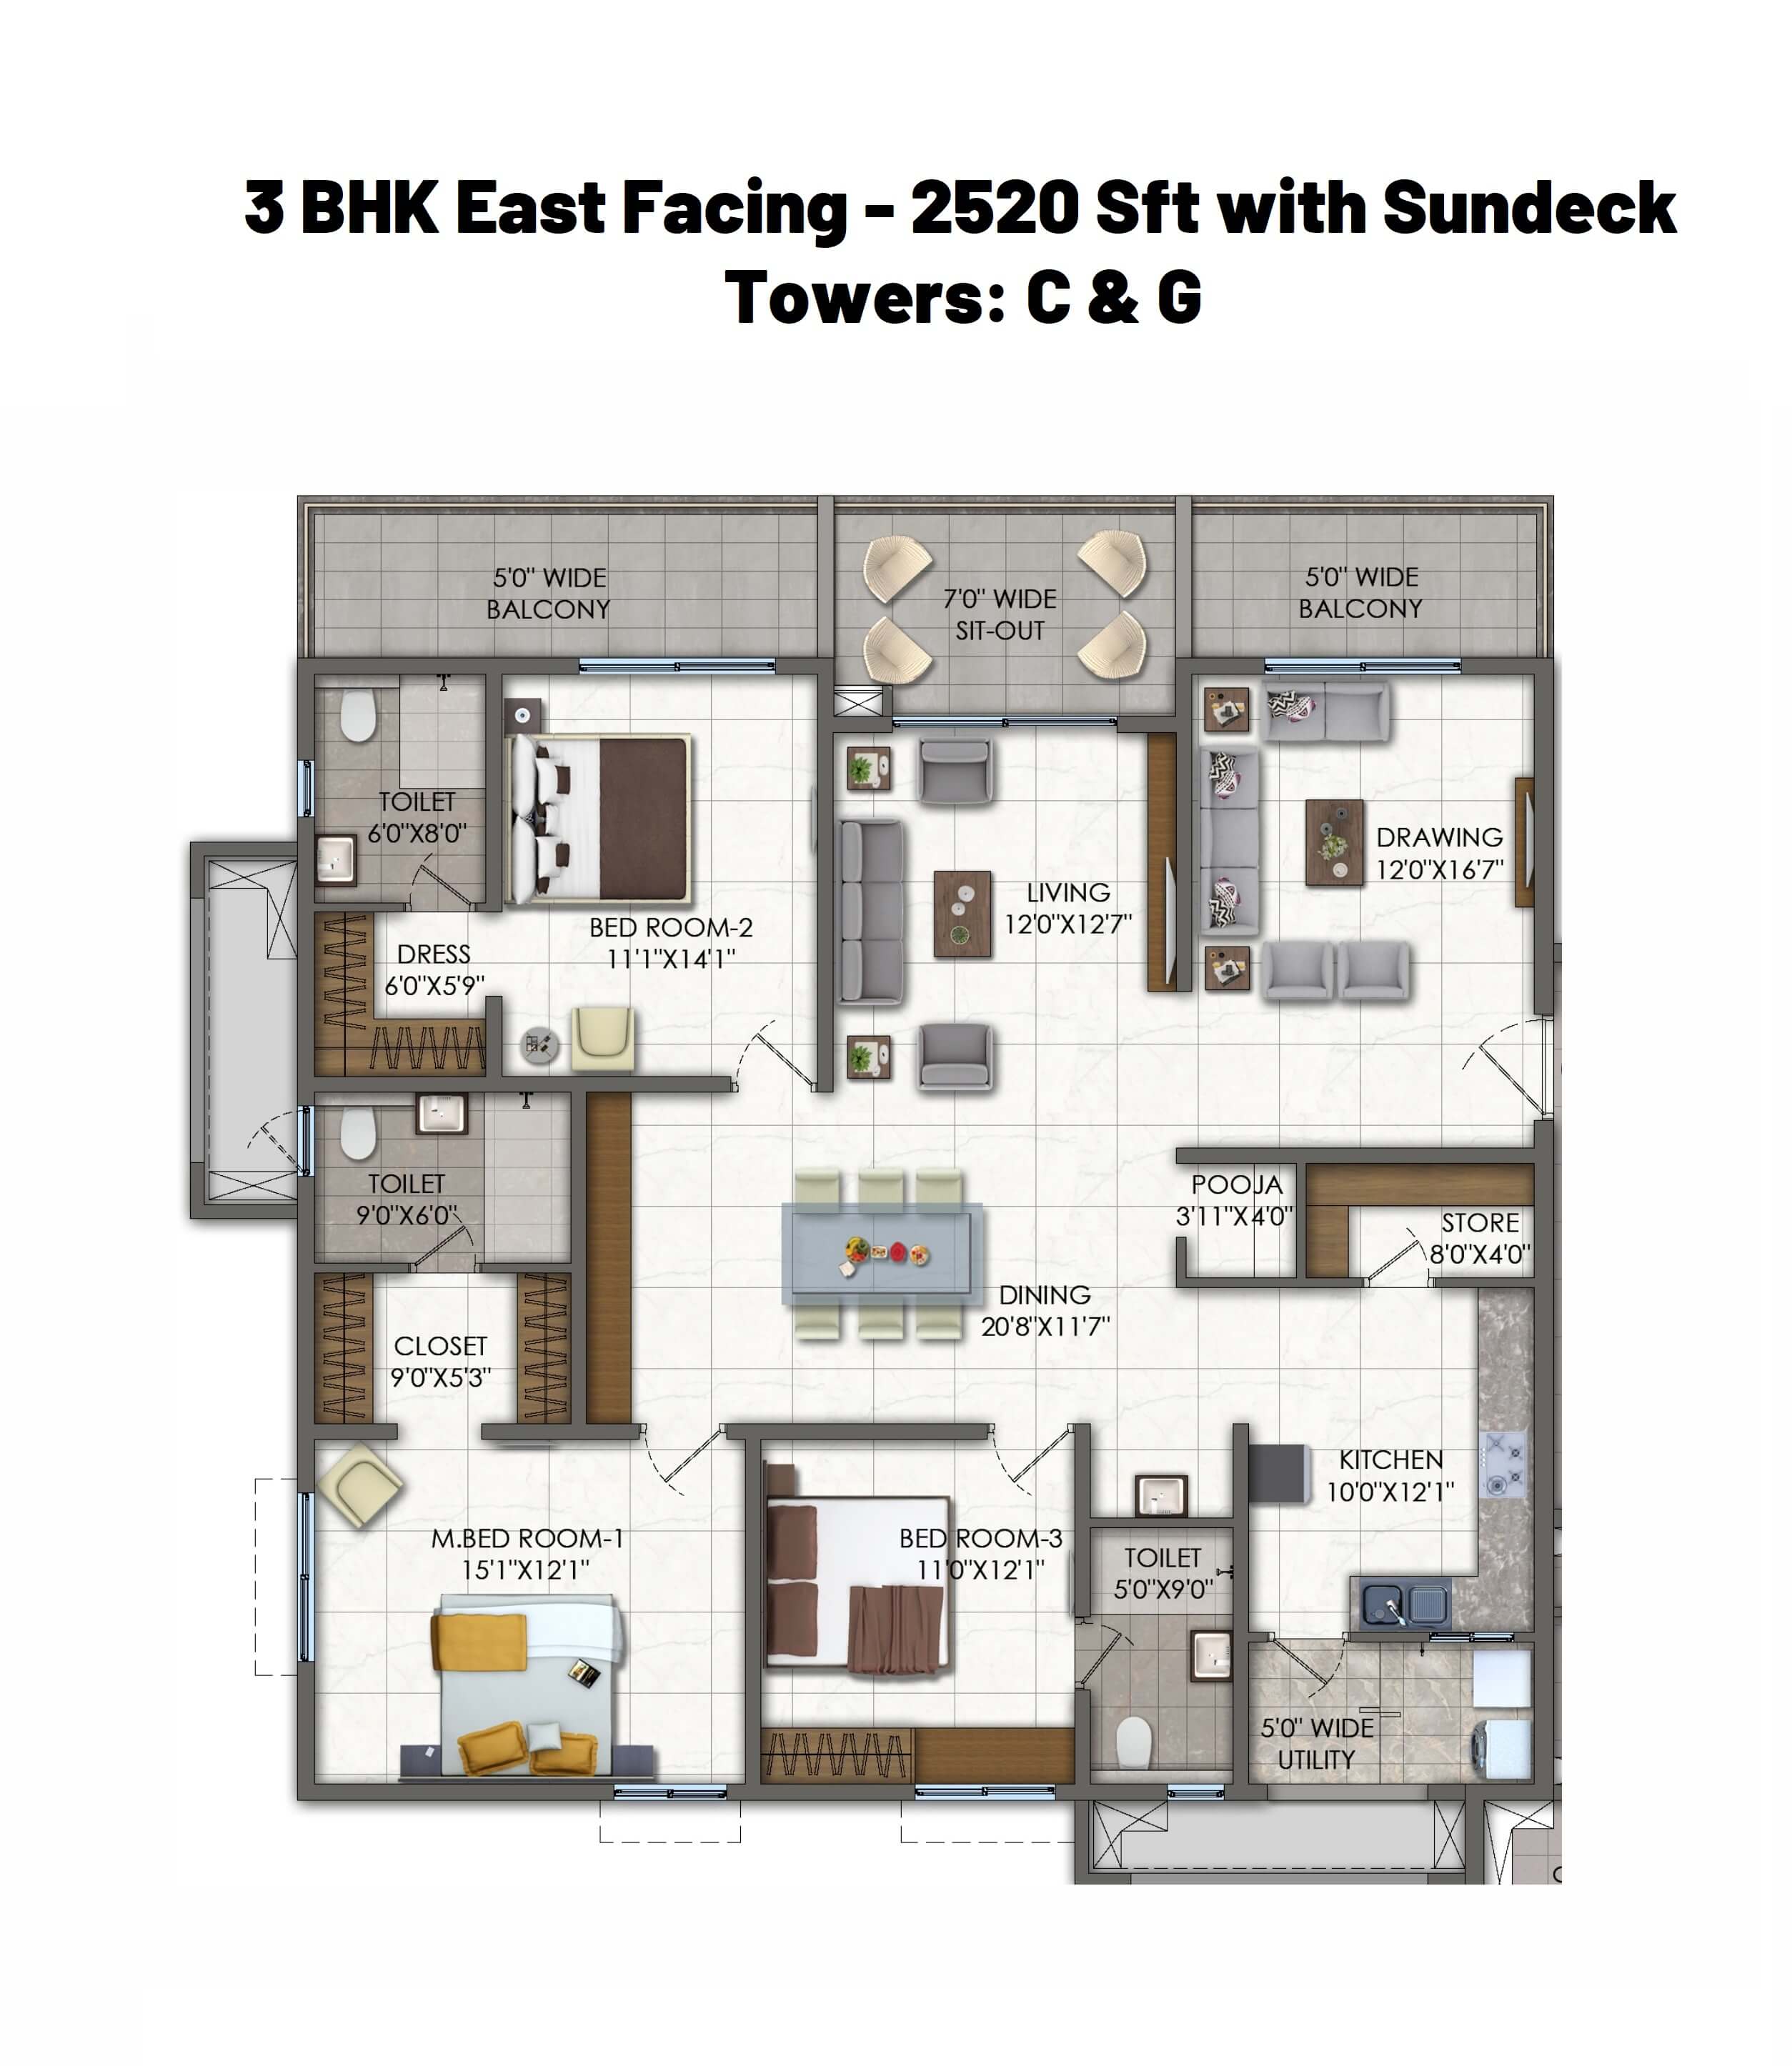 3 BHK East Facing - 2520 Sft with Sundeck
Towers: C & G
5'0" WIDE
BALCONY
7'0" WIDE
SIT-OUT
5'0" WIDE
BALCONY
TOILET
6'0"X8'0"
DRAWING
12'0"X16'7"
LIVING
12'0"X12'7"
BED ROOM-2
11'1"X14'1"
DRESS
6'0"X5'9"
TOILET
9'0"X6'0"
POOJA
3'11"X4'0"
STORE
8'0"X4'0"
DINING
20'8"X11'7"
CLOSET
9'0"X5'3"
KITCHEN
10'0"X12'1"
M.BED ROOM-1
15'1"X12'1"
BED ROOM-3
11'0"X12'1"
TOILET
5'0"X9'0"
5'0" WIDE
UTILITY